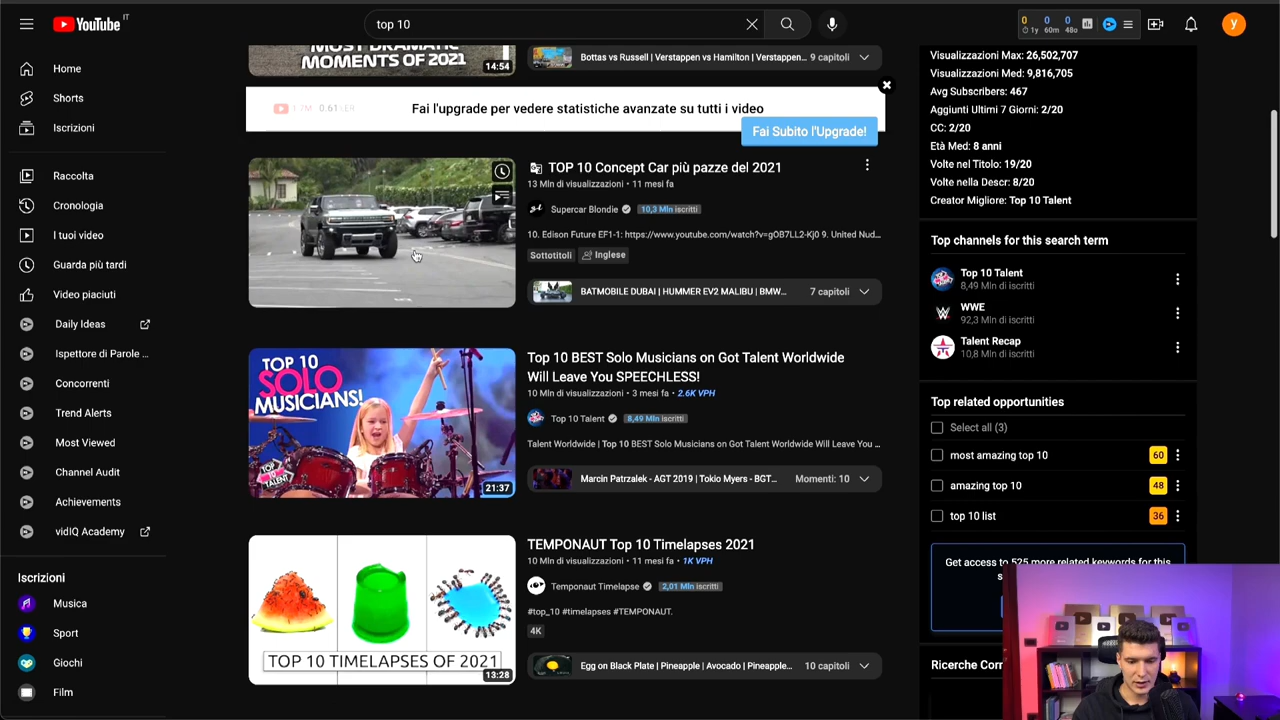 YouTube IT
top 10
0 0 0
1y 60m 48o
Home
Shorts
Iscrizioni
Raccolta
Cronologia
I tuoi video
Guarda più tardi
Video piaciuti
Daily Ideas
Ispettore di Parole ...
Concorrenti
Trend Alerts
Most Viewed
Channel Audit
Achievements
vidIQ Academy
Iscrizioni
Musica
Sport
Giochi
Film
MOST DRAMATIC
MOMENTS OF 2021
14:54
Bottas vs Russell | Verstappen vs Hamilton | Verstappen... 9 capitoli
Fai l'upgrade per vedere statistiche avanzate su tutti i video
Fai Subito l'Upgrade!
TOP 10 Concept Car più pazze del 2021
13 Mln di visualizzazioni • 11 mesi fa
Supercar Blondie 10,3 Mln iscritti
10. Edison Future EF1-1: https://www.youtube.com/watch?v=gOB7LL2-Kj0 9. United Nud...
Sottotitoli Inglese
BATMOBILE DUBAI | HUMMER EV2 MALIBU | BMW... 7 capitoli
TOP 10
SOLO
MUSICIANS!
TOP 10
TALENT
21:37
Top 10 BEST Solo Musicians on Got Talent Worldwide
Will Leave You SPEECHLESS!
10 Mln di visualizzazioni • 3 mesi fa • 2.6K VPH
Top 10 Talent 8,49 Mln iscritti
Talent Worldwide | Top 10 BEST Solo Musicians on Got Talent Worldwide Will Leave You ...
Marcin Patrzalek - AGT 2019 | Tokio Myers - BGT... Momenti: 10
TOP 10 TIMELAPSES OF 2021
13:28
TEMPONAUT Top 10 Timelapses 2021
10 Mln di visualizzazioni • 11 mesi fa • 1K VPH
Temponaut Timelapse 2,01 Mln iscritti
#top_10 #timelapses #TEMPONAUT.
4K
Egg on Black Plate | Pineapple | Avocado | Pineapple... 10 capitoli
y
Visualizzazioni Max: 26,502,707
Visualizzazioni Med: 9,816,705
Avg Subscribers: 467
Aggiunti Ultimi 7 Giorni: 2/20
CC: 2/20
Età Med: 8 anni
Volte nel Titolo: 19/20
Volte nella Descr: 8/20
Creator Migliore: Top 10 Talent
Top channels for this search term
Top 10 Talent
8,49 Mln di iscritti
WWE
92,3 Mln di iscritti
Talent Recap
10,8 Mln di iscritti
Top related opportunities
Select all (3)
most amazing top 10 60
amazing top 10 48
top 10 list 36
Get access to 525 more related keywords for this
Ricerche